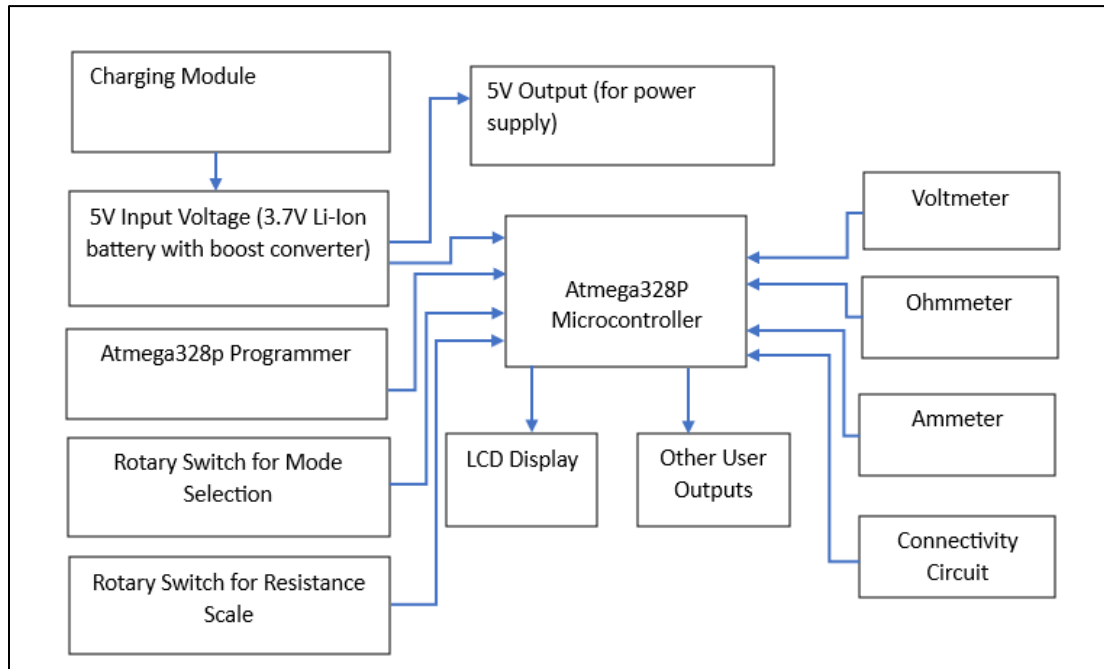 Charging Module
5V Output (for power
supply)
5V Input Voltage (3.7V Li-Ion
battery with boost converter)
Voltmeter
Atmega328P
Microcontroller
Ohmmeter
Atmega328p Programmer
Ammeter
Rotary Switch for Mode
Selection
LCD Display
Other User
Outputs
Connectivity
Circuit
Rotary Switch for Resistance
Scale